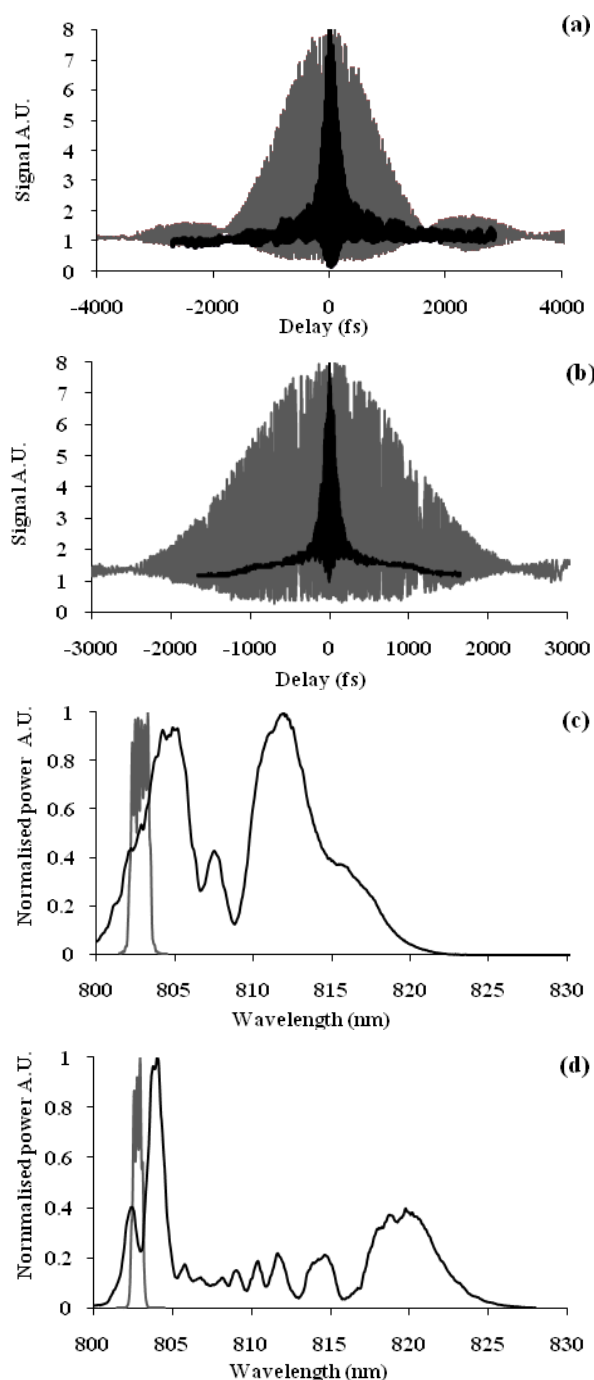 (a)
8
7
6
5
4
3
2
1
0
Signal A.U.
-4000 -2000 0 2000 4000
Delay (fs)
(b)
8
7
6
5
4
3
2
1
0
Signal A.U.
-3000 -2000 -1000 0 1000 2000 3000
Delay (fs)
(c)
1
0.8
0.6
0.4
0.2
0
Normalised power A.U.
800 805 810 815 820 825 830
Wavelength (nm)
(d)
1
0.8
0.6
0.4
0.2
0
Nornmalised power A.U.
800 805 810 815 820 825 830
Wavelength (nm)